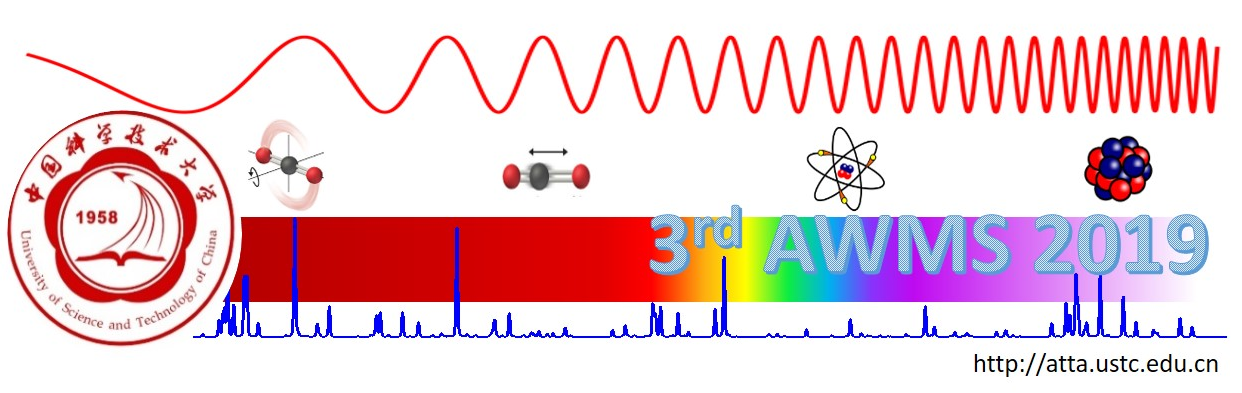 中国科学技术大学
1958
University of Science and Technology of China
3rd AWMS 2019
http://atta.ustc.edu.cn